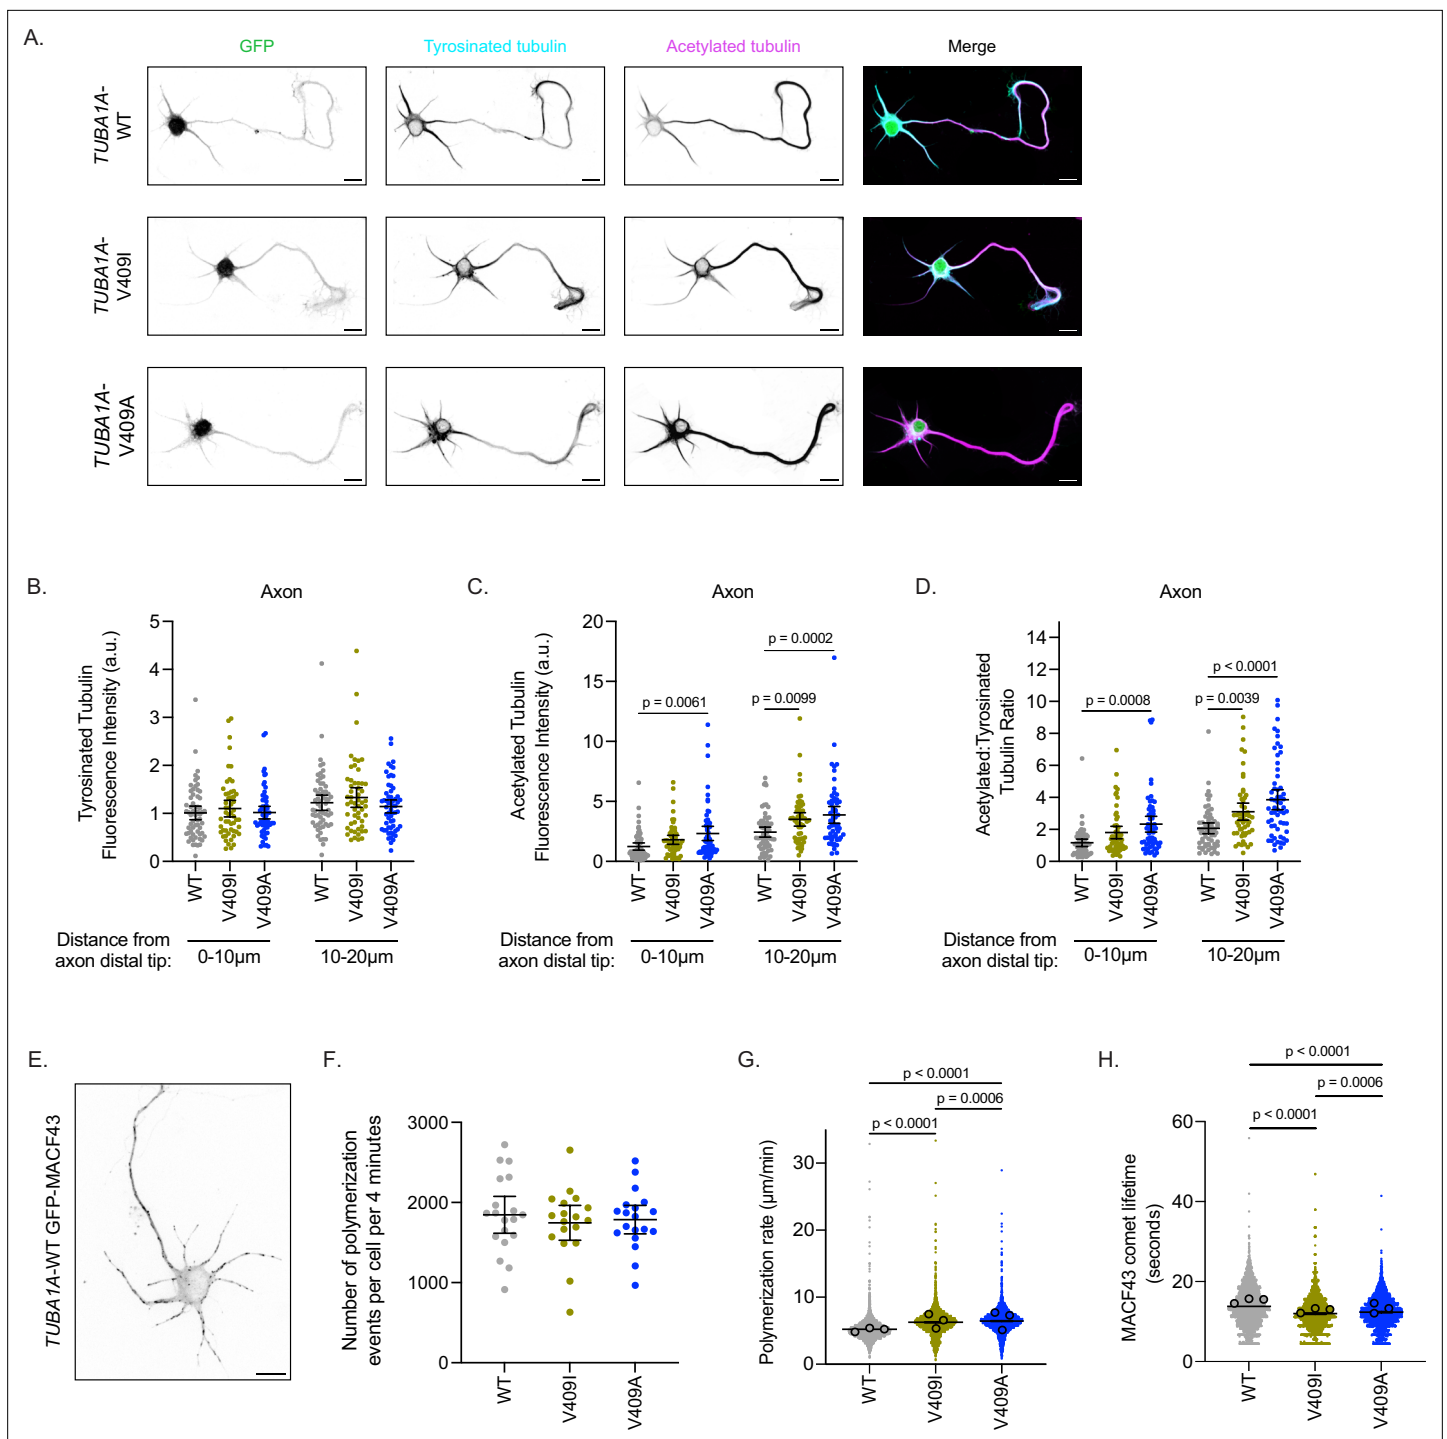 A.
GFP
Tyrosinated tubulin
Acetylated tubulin
Merge
TUBA1A-
WT
TUBA1A-
V409I
TUBA1A-
V409A
B.
Axon
Tyrosinated Tubulin
Fluorescence Intensity (a.u.)
5
4
3
2
1
0
WT
V409I
V409A
WT
V409I
V409A
Distance from
axon distal tip:
0-10µm
10-20µm
C.
Axon
Acetylated Tubulin
Fluorescence Intensity (a.u.)
20
15
10
5
0
p = 0.0061
p = 0.0002
p = 0.0099
WT
V409I
V409A
WT
V409I
V409A
Distance from
axon distal tip:
0-10µm
10-20µm
D.
Axon
Acetylated:Tyrosinated
Tubulin Ratio
14
12
10
8
6
4
2
0
p = 0.0008
p < 0.0001
p = 0.0039
WT
V409I
V409A
WT
V409I
V409A
0-10µm
10-20µm
Distance from
axon distal tip:
E.
TUBA1A-WT GFP-MACF43
F.
Number of polymerization
events per cell per 4 minutes
3000
2000
1000
0
WT
V409I
V409A
G.
p < 0.0001
p = 0.0006
p < 0.0001
Polymerization rate (µm/min)
30
20
10
0
WT
V409I
V409A
H.
p < 0.0001
p = 0.0006
p < 0.0001
MACF43 comet lifetime
(seconds)
60
40
20
0
WT
V409I
V409A